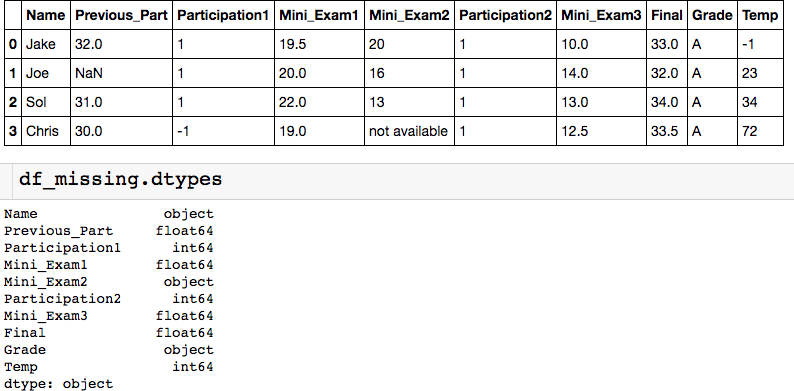 Name Previous_Part Participation1 Mini_Exam1 Mini_Exam2 Participation2 Mini_Exam3 Final Grade Temp
0 Jake 32.0 1 19.5 20 1 10.0 33.0 A -1
1 Joe NaN 1 20.0 16 1 14.0 32.0 A 23
2 Sol 31.0 1 22.0 13 1 13.0 34.0 A 34
3 Chris 30.0 -1 19.0 not available 1 12.5 33.5 A 72
df_missing.dtypes
Name object
Previous_Part float64
Participation1 int64
Mini_Exam1 float64
Mini_Exam2 object
Participation2 int64
Mini_Exam3 float64
Final float64
Grade object
Temp int64
dtype: object